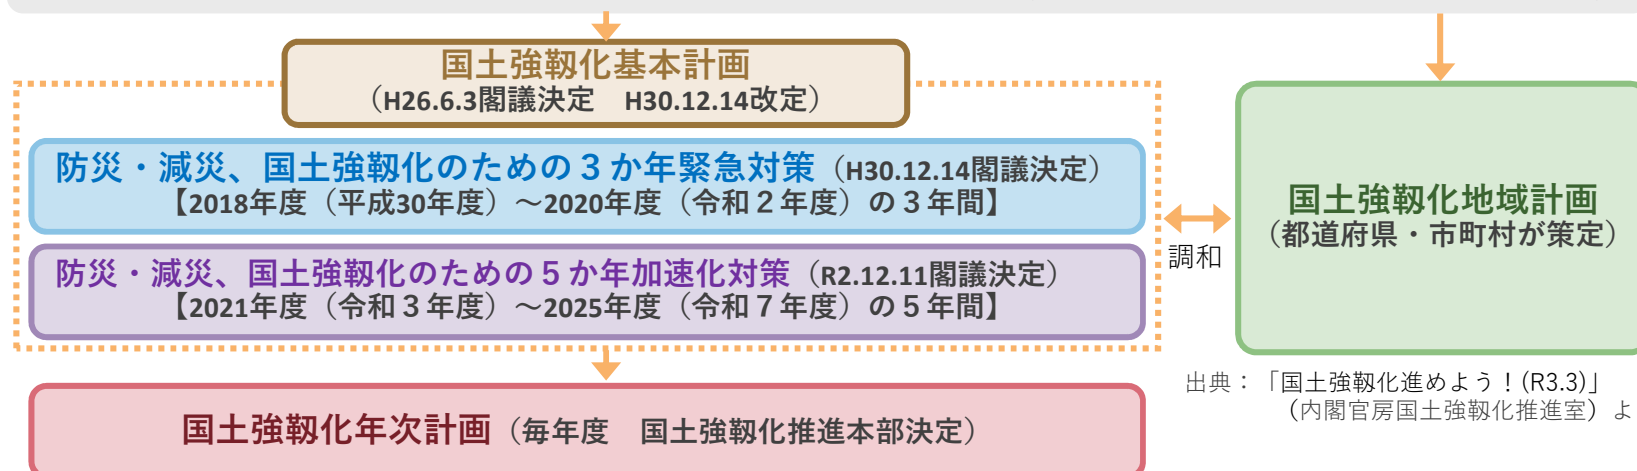 国土強靱化基本計画
（H26.6.3閣議決定　H30.12.14改定）
防災・減災、国土強靱化のための３か年緊急対策（H30.12.14閣議決定）
【2018年度（平成30年度）～2020年度（令和２年度）の３年間】
防災・減災、国土強靱化のための５か年加速化対策（R2.12.11閣議決定）
【2021年度（令和３年度）～2025年度（令和７年度）の５年間】
国土強靱化年次計画（毎年度　国土強靱化推進本部決定）
調和
国土強靱化地域計画
（都道府県・市町村が策定）
出典：「国土強靱化進めよう！(R3.3)」
（内閣官房国土強靱化推進室）よ